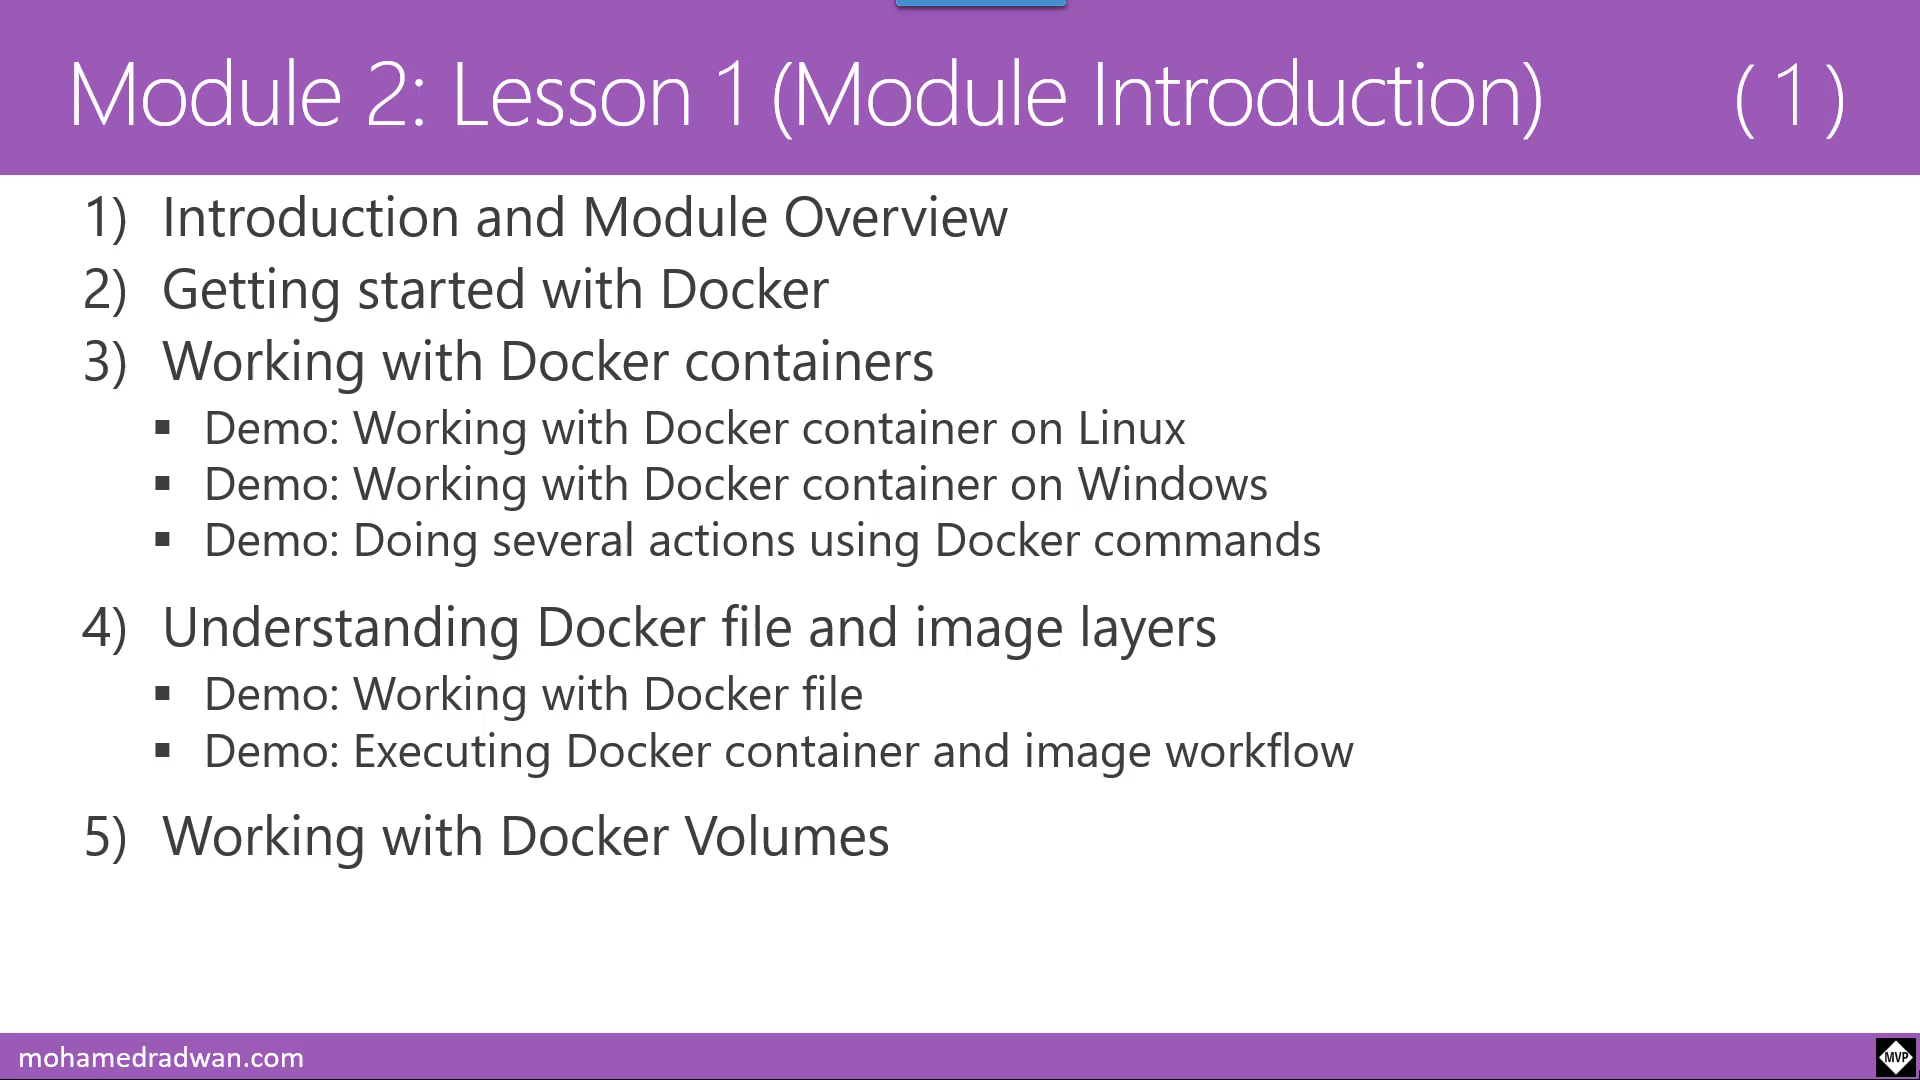 Module 2: Lesson 1 (Module Introduction) (1)
1) Introduction and Module Overview
2) Getting started with Docker
3) Working with Docker containers
▪ Demo: Working with Docker container on Linux
▪ Demo: Working with Docker container on Windows
▪ Demo: Doing several actions using Docker commands
4) Understanding Docker file and image layers
▪ Demo: Working with Docker file
▪ Demo: Executing Docker container and image workflow
5) Working with Docker Volumes
mohamedradwan.com
MVP